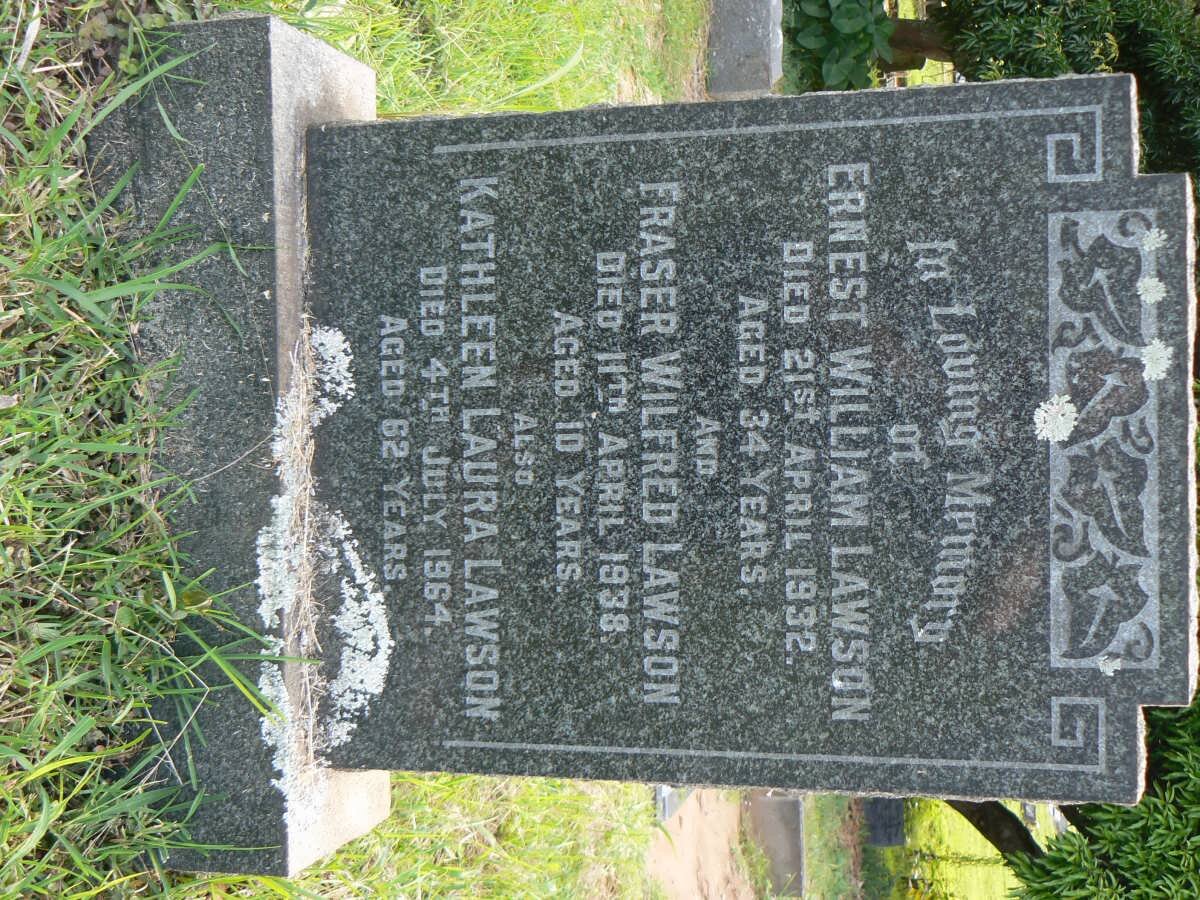 In Loving Memory
of
ERNEST WILLIAM LAWSON
DIED 21ST APRIL 1932.
AGED 34 YEARS.
AND
FRASER WILFRED LAWSON
DIED 11TH APRIL 1938.
AGED 10 YEARS.
ALSO
KATHLEEN LAURA LAWSON
DIED 4TH JULY 1964.
AGED 62 YEARS